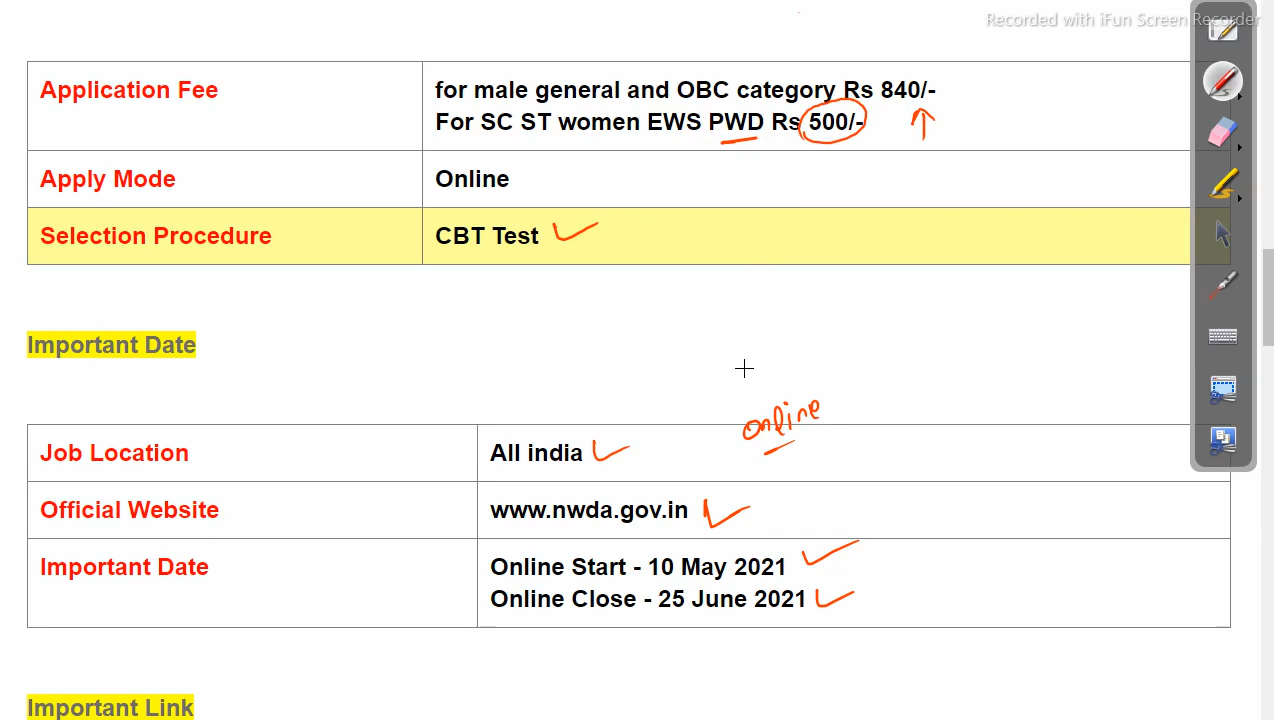 Recorded with iFun Screen Recorder
Application Fee
for male general and OBC category Rs 840/-
For SC ST women EWS PWD Rs 500/-
Apply Mode
Online
Selection Procedure
CBT Test
Important Date
online
Job Location
All india
Official Website
www.nwda.gov.in
Important Date
Online Start - 10 May 2021
Online Close - 25 June 2021
Important Link